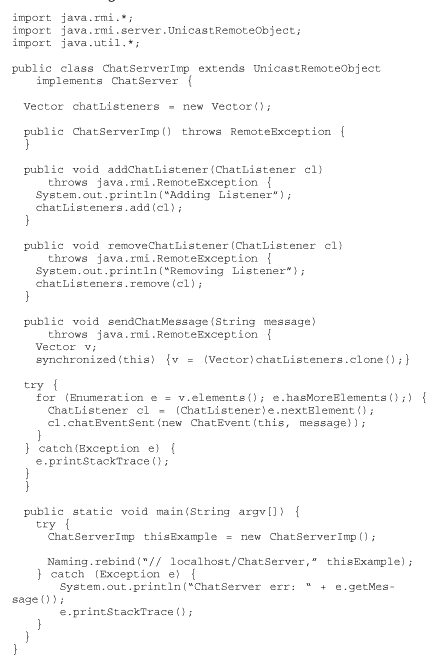 import java.rmi.*;
import java.rmi.server.UnicastRemoteObject;
import java.util.*;

public class ChatServerImp extends UnicastRemoteObject
    implements ChatServer {

  Vector chatListeners = new Vector();

  public ChatServerImp() throws RemoteException {
  }

  public void addChatListener(ChatListener cl)
      throws java.rmi.RemoteException {
    System.out.println(“Adding Listener”);
    chatListeners.add(cl);
  }

  public void removeChatListener(ChatListener cl)
      throws java.rmi.RemoteException {
    System.out.println(“Removing Listener”);
    chatListeners.remove(cl);
  }

  public void sendChatMessage(String message)
      throws java.rmi.RemoteException {
    Vector v;
    synchronized(this) {v = (Vector)chatListeners.clone();}

  try {
    for (Enumeration e = v.elements(); e.hasMoreElements();) {
      ChatListener cl = (ChatListener)e.nextElement();
      cl.chatEventSent(new ChatEvent(this, message));
    }
  } catch(Exception e) {
    e.printStackTrace();
  }
  }

  public static void main(String argv[]) {
    try {
      ChatServerImp thisExample = new ChatServerImp();

      Naming.rebind(“// localhost/ChatServer,” thisExample);
    } catch (Exception e) {
       System.out.println(“ChatServer err: “ + e.getMes-
sage());
       e.printStackTrace();
    }
  }
}